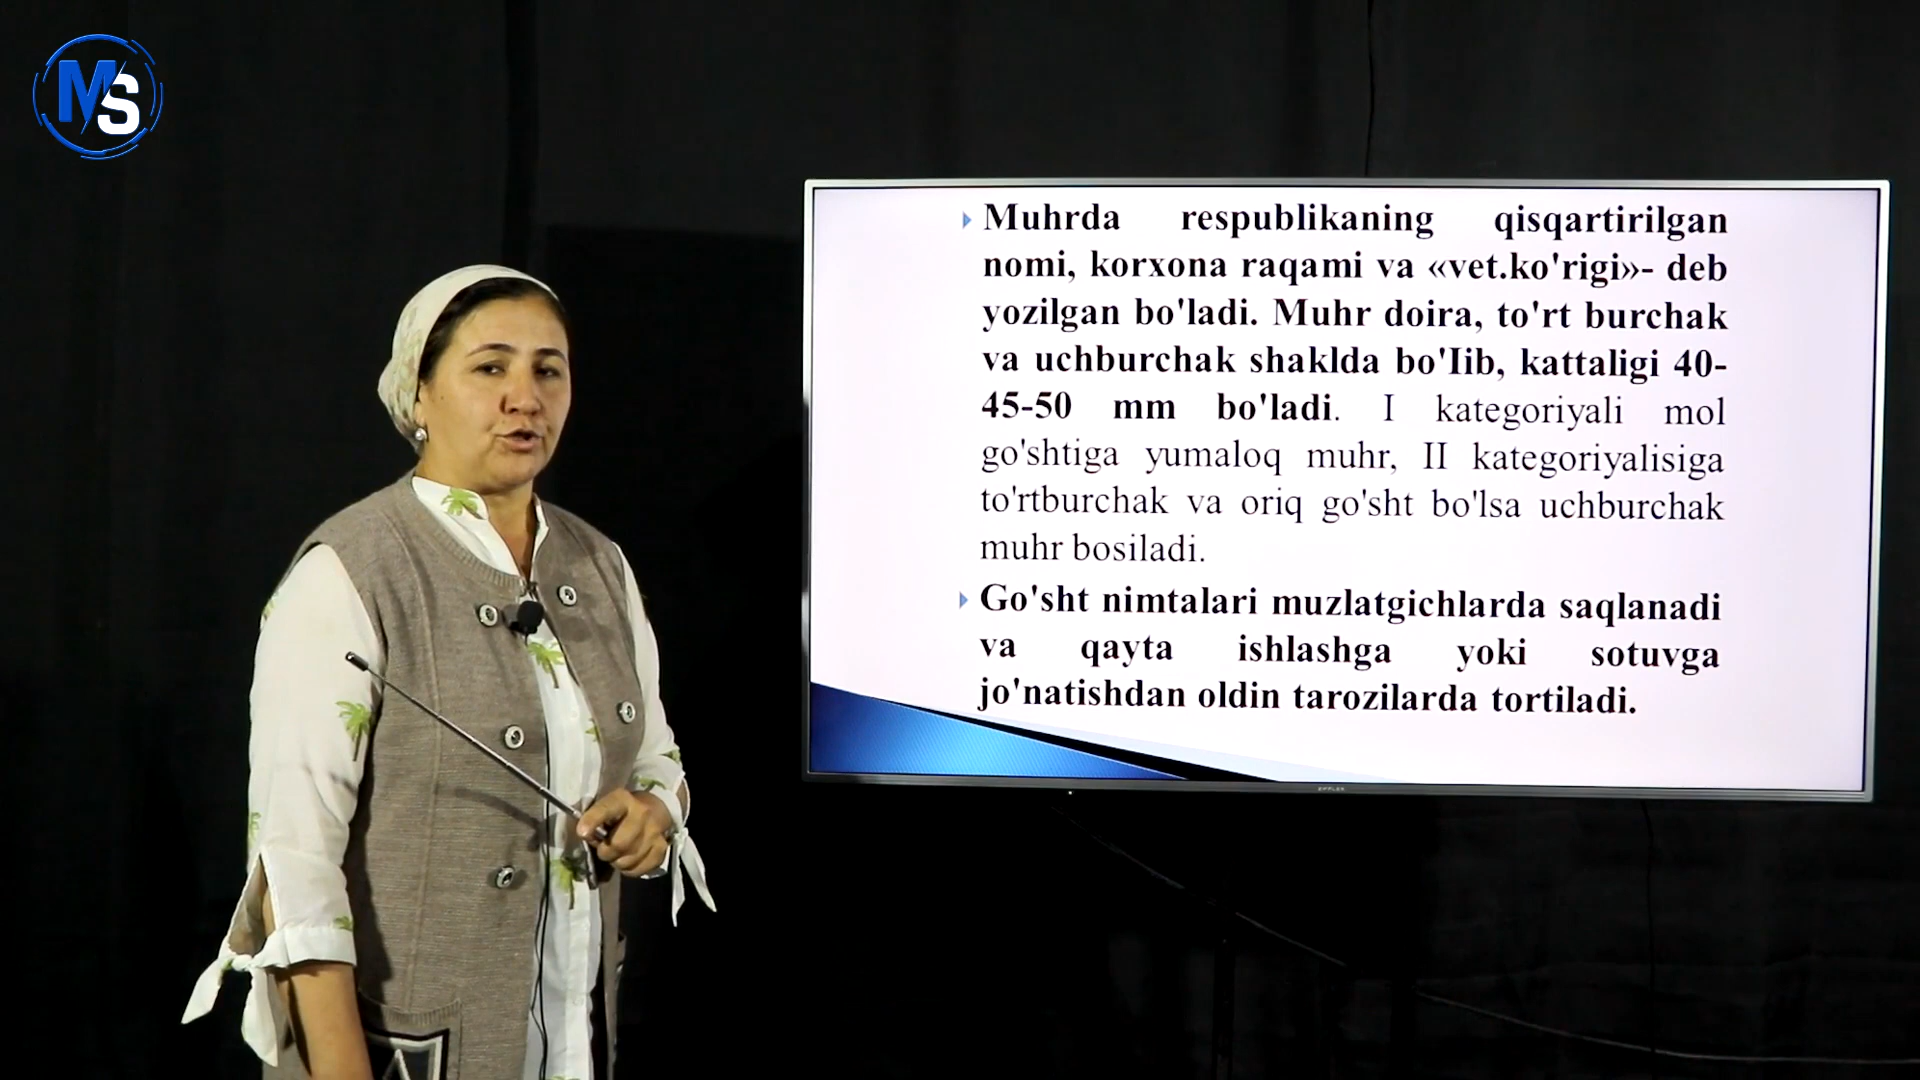 MS
Muhrda respublikaning qisqartirilgan
nomi, korxona raqami va «vet.ko'rigi»- deb
yozilgan bo'ladi. Muhr doira, to'rt burchak
va uchburchak shaklda bo'Iib, kattaligi 40-
45-50 mm bo'ladi. I kategoriyali mol
go'shtiga yumaloq muhr, II kategoriyalisiga
to'rtburchak va oriq go'sht bo'lsa uchburchak
muhr bosiladi.
Go'sht nimtalari muzlatgichlarda saqlanadi
va qayta ishlashga yoki sotuvga
jo'natishdan oldin tarozilarda tortiladi.